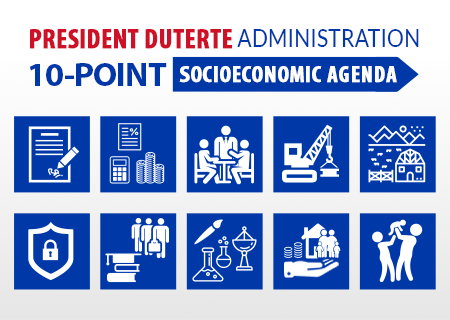 PRESIDENT DUTERTE ADMINISTRATION
10-POINT SOCIOECONOMIC AGENDA
%